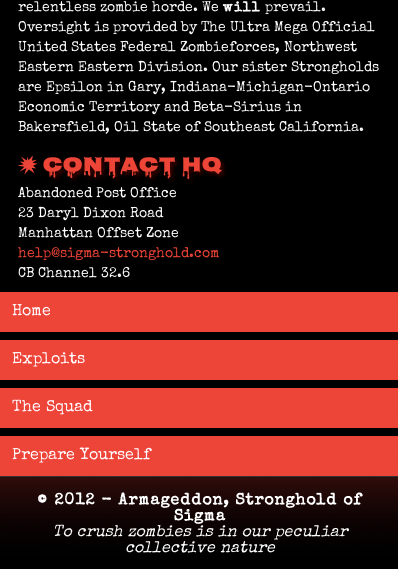 relentless zombie horde. We will prevail.
Oversight is provided by The Ultra Mega Official
United States Federal Zombieforces, Northwest
Eastern Eastern Division. Our sister Strongholds
are Epsilon in Gary, Indiana-Michigan-Ontario
Economic Territory and Beta-Sirius in
Bakersfield, Oil State of Southeast California.
CONTACT HQ
Abandoned Post Office
23 Daryl Dixon Road
Manhattan Offset Zone
help@sigma-stronghold.com
CB Channel 32.6
Home
Exploits
The Squad
Prepare Yourself
© 2012 - Armageddon, Stronghold of
Sigma
To crush zombies is in our peculiar
collective nature